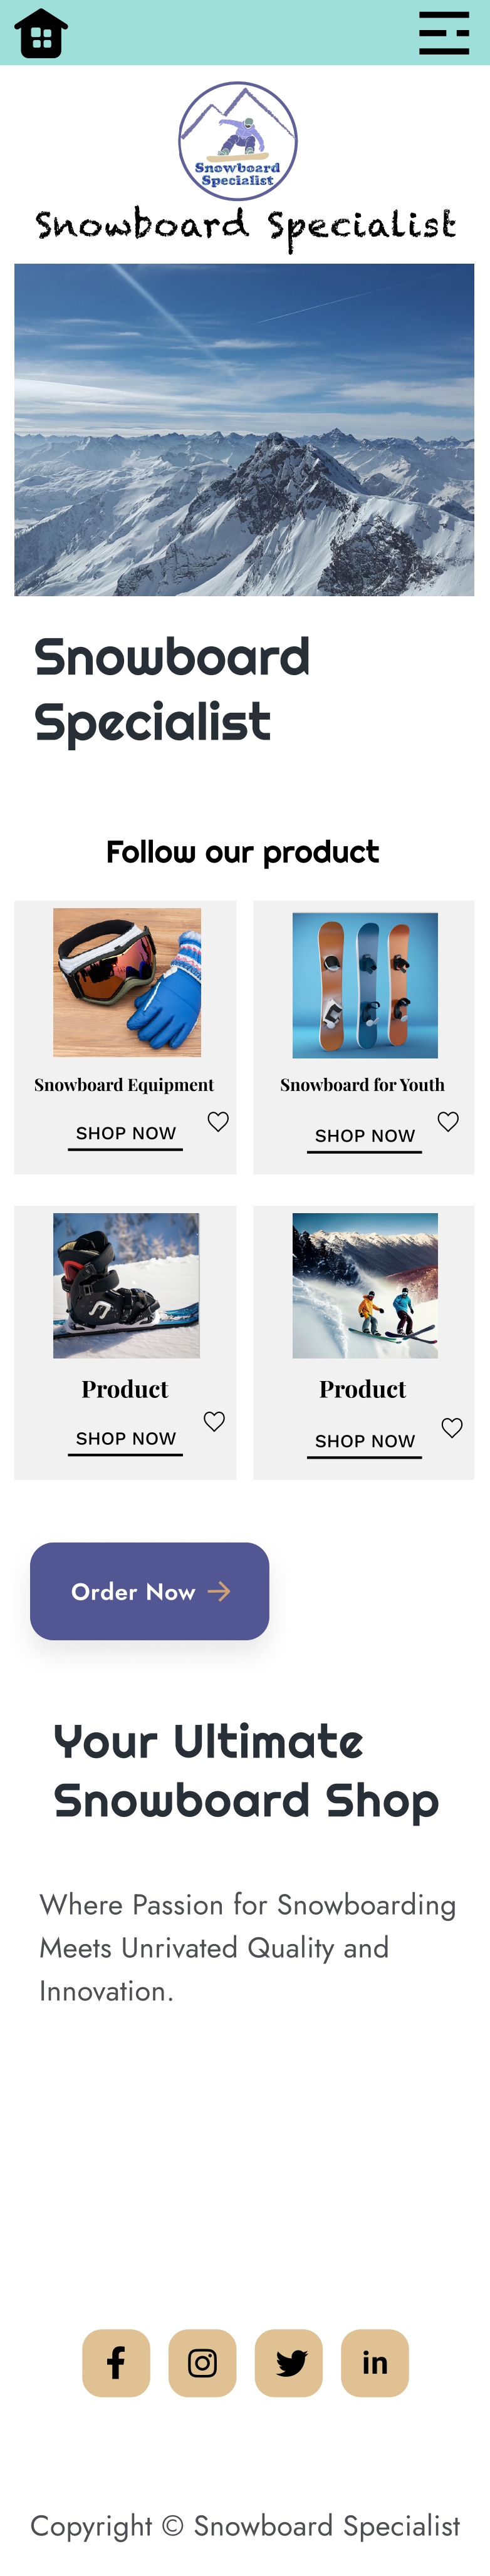 Snowboard
Specialist
Snowboard Specialist
Snowboard
Specialist
Follow our product
Snowboard Equipment
SHOP NOW
Snowboard for Youth
SHOP NOW
Product
SHOP NOW
Product
SHOP NOW
Order Now
Your Ultimate
Snowboard Shop
Where Passion for Snowboarding
Meets Unrivated Quality and
Innovation.
in
Copyright © Snowboard Specialist